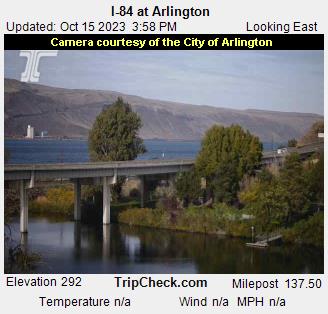 I-84 at Arlington
Updated: Oct 15 2023 3:58 PM Looking East
Camera courtesy of the City of Arlington
Elevation 292 TripCheck.com Milepost 137.50
Temperature n/a Wind n/a MPH n/a